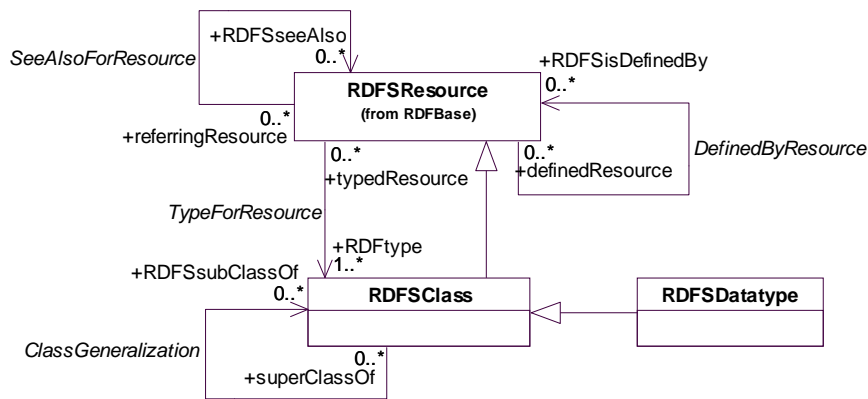 +RDFSseeAlso
0..*
SeeAlsoForResource
+RDFSisDefinedBy
0..*
RDFSResource
(from RDFBase)
0..*
+referringResource
0..*
+typedResource
0..*
+definedResource
DefinedByResource
TypeForResource
+RDFtype
1..*
+RDFSsubClassOf
0..*
RDFSClass
RDFSDatatype
ClassGeneralization
0..*
+superClassOf